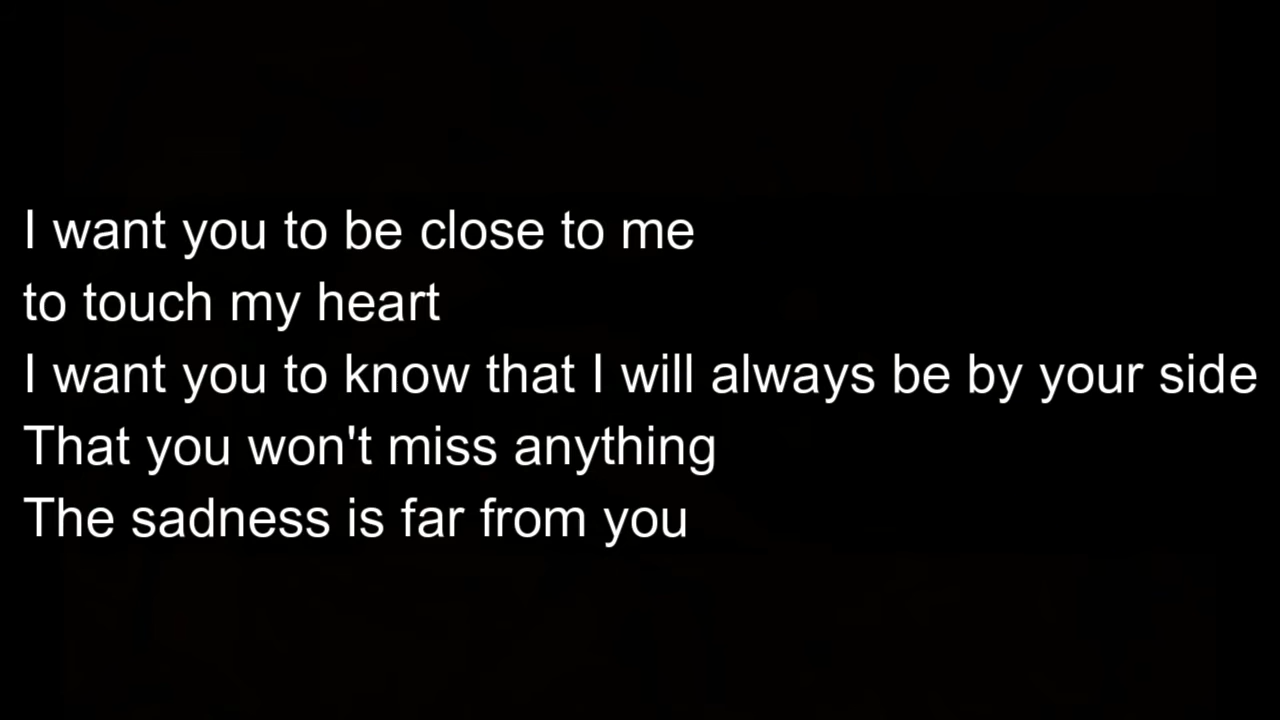 I want you to be close to me
to touch my heart
I want you to know that I will always be by your side
That you won't miss anything
The sadness is far from you